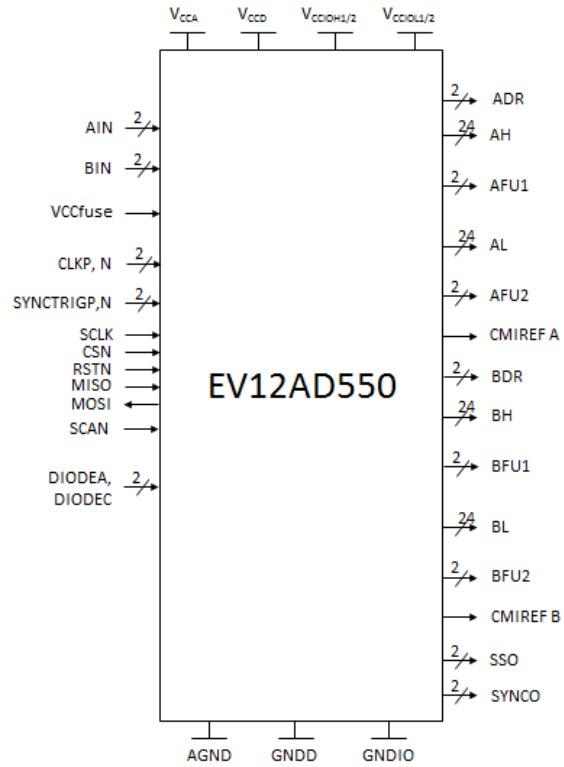 VCCA VCCD VCCIOH1/2 VCCIOL1/2
2 ADR
2 AIN
24 AH
2 BIN
2 AFU1
VCCfuse
24 AL
CLKP, N 2
2 AFU2
SYNCTRIGP,N 2
SCLK
CMIREF A
CSN
RSTN
2 BDR
MISO
EV12AD550
MOSI
24 BH
SCAN
2 BFU1
DIODEA, 2
DIODEC
24 BL
2 BFU2
CMIREF B
2 SSO
2 SYNCO
AGND GNDD GNDIO